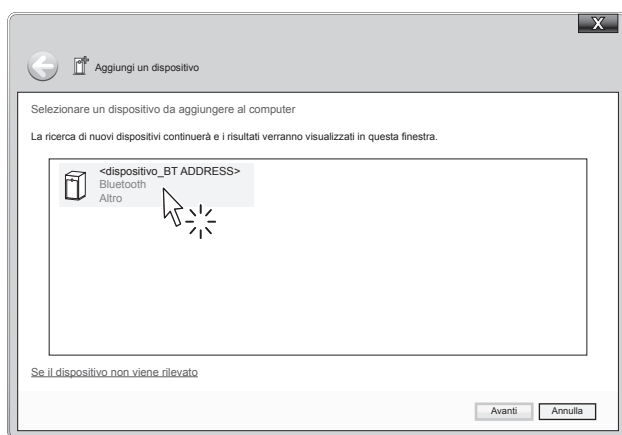 X
Aggiungi un dispositivo
Selezionare un dispositivo da aggiungere al computer
La ricerca di nuovi dispositivi continuerà e i risultati verranno visualizzati in questa finestra.
<dispositivo_BT ADDRESS>
Bluetooth
Altro
Se il dispositivo non viene rilevato
Avanti Annulla